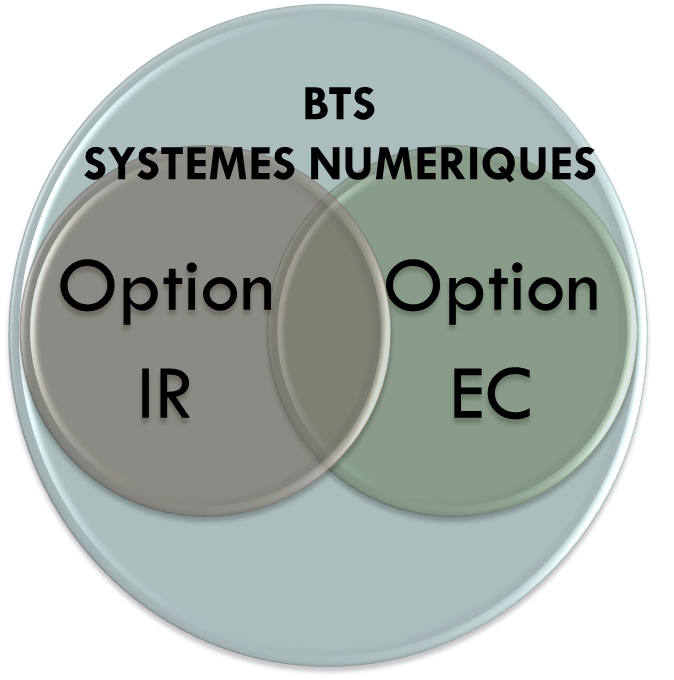 BTS
SYSTEMES NUMERIQUES
Option
IR
Option
EC